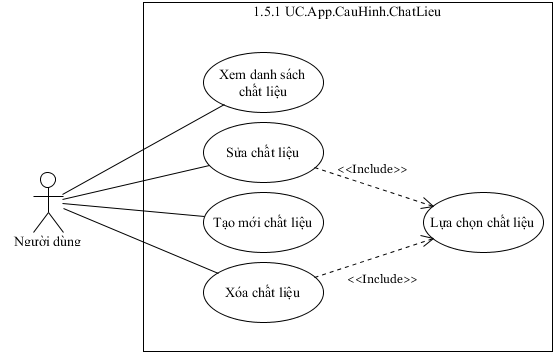 1.5.1 UC.App.CauHinh.ChatLieu
Xem danh sách
chất liệu
Sửa chất liệu
<<Include>>
Tạo mới chất liệu
Lựa chọn chất liệu
Người dùng
Xóa chất liệu
<<Include>>